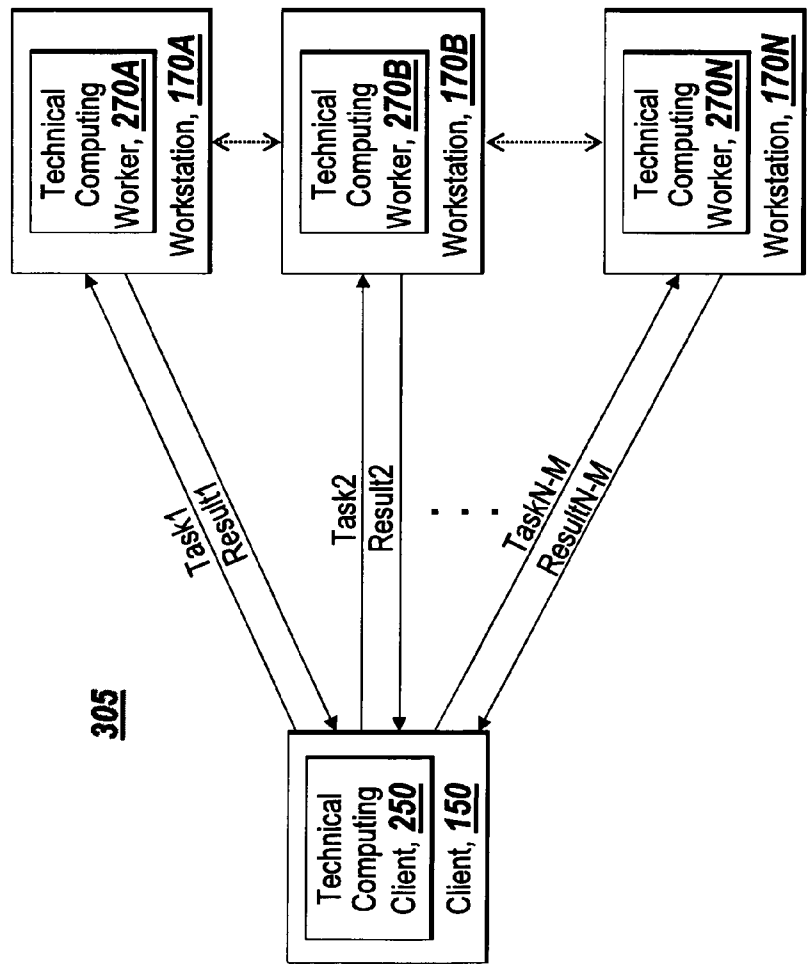 305
Technical
Computing
Client, 250
Client, 150
Task1
Result1
Task2
Result2
. . .
TaskN-M
ResultN-M
Technical
Computing
Worker, 270A
Workstation, 170A
Technical
Computing
Worker, 270B
Workstation, 170B
Technical
Computing
Worker, 270N
Workstation, 170N